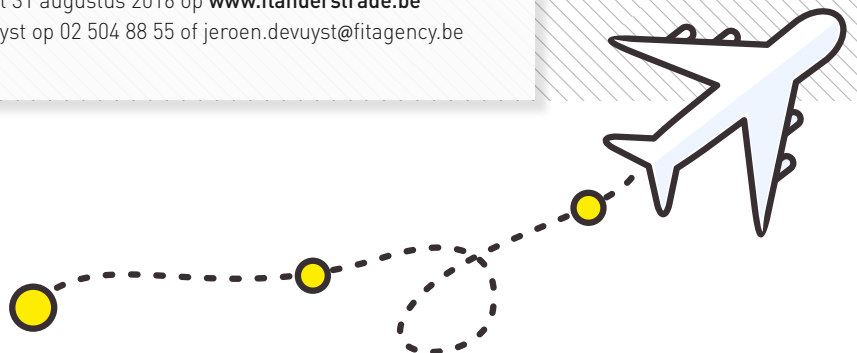 31 augustus 2018 op www.flanderstrade.be
yst op 02 504 88 55 of jeroen.devuyst@fitagency.be